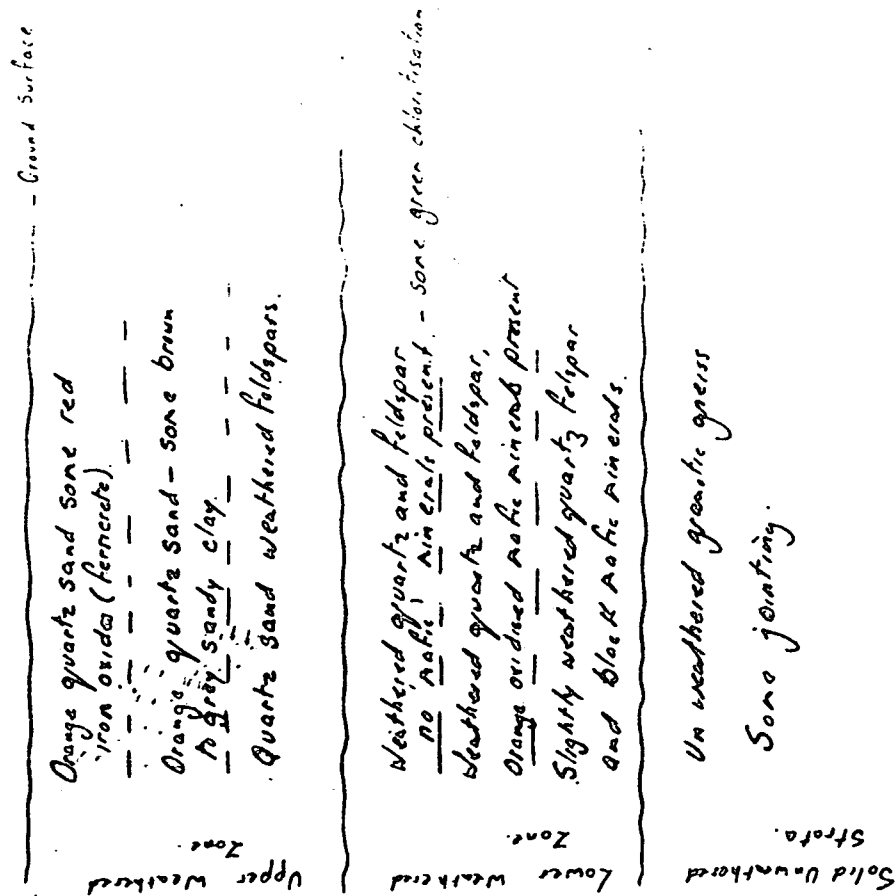 - Ground Surface
Upper Weathered
Zone.
Orange quartz sand some red
iron oxides (ferricrete)
Orange quartz sand - some brown
to grey sandy clay.
Quartz sand weathered feldspars.
Lower Weathered
Zone.
Weathered quartz and feldspar
no mafic minerals present. - some green chloritisation
Weathered quartz and feldspar,
Orange oxidised mafic minerals present
Slightly weathered quartz felspar
and black mafic minerals.
Solid Unweathered
Strata.
Un weathered granitic gneiss
Some jointing.